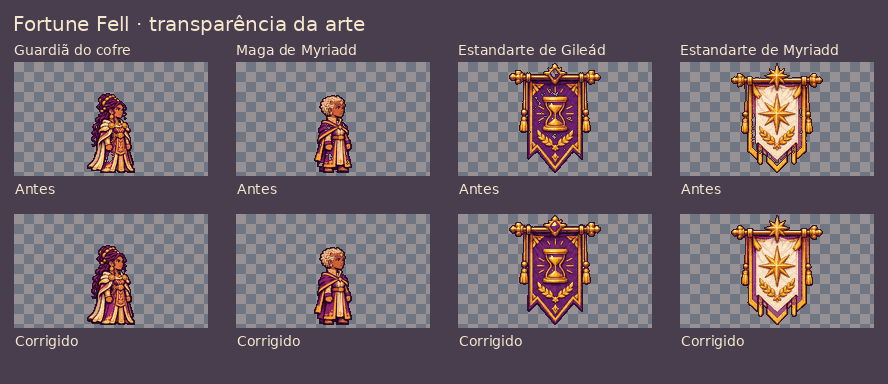 Fortune Fell · transparência da arte
Guardiã do cofre
Maga de Myriadd
Estandarte de Gileád
Estandarte de Myriadd
Antes
Antes
Antes
Antes
Corrigido
Corrigido
Corrigido
Corrigido